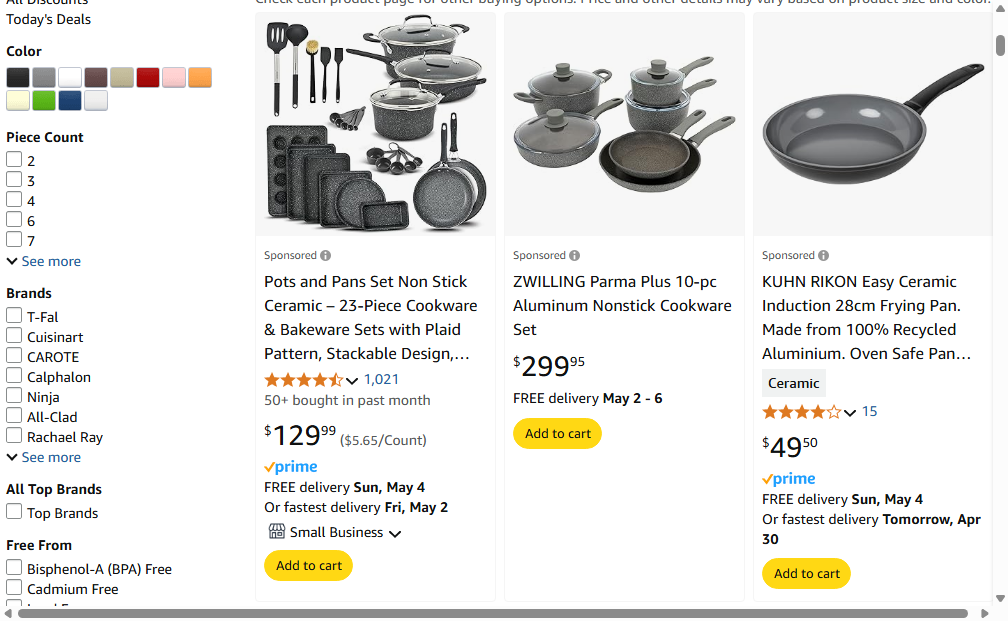 All Discounts
Today's Deals
Color
Piece Count
2
3
4
6
7
See more
Brands
T-Fal
Cuisinart
CAROTE
Calphalon
Ninja
All-Clad
Rachael Ray
See more
All Top Brands
Top Brands
Free From
Bisphenol-A (BPA) Free
Cadmium Free
Check each product page for other buying options. Price and other details may vary based on product size and color.
Sponsored
Pots and Pans Set Non Stick
Ceramic – 23-Piece Cookware
& Bakeware Sets with Plaid
Pattern, Stackable Design,…
1,021
50+ bought in past month
$129.99 ($5.65/Count)
prime
FREE delivery Sun, May 4
Or fastest delivery Fri, May 2
Small Business
Add to cart
Sponsored
ZWILLING Parma Plus 10-pc
Aluminum Nonstick Cookware
Set
$299.95
FREE delivery May 2 - 6
Add to cart
Sponsored
KUHN RIKON Easy Ceramic
Induction 28cm Frying Pan.
Made from 100% Recycled
Aluminium. Oven Safe Pan…
Ceramic
15
$49.50
prime
FREE delivery Sun, May 4
Or fastest delivery Tomorrow, Apr
30
Add to cart